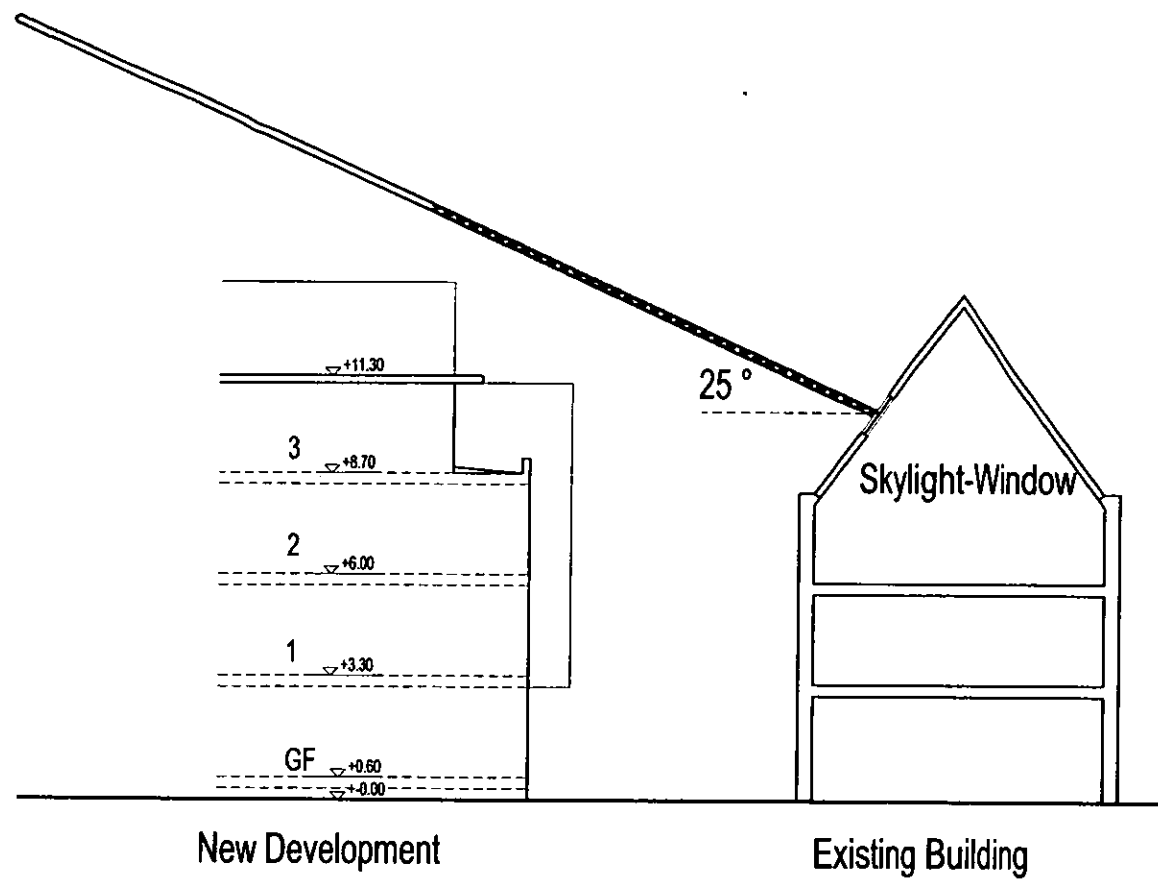 +11.30
25 °
3
+8.70
Skylight-Window
2
+6.00
1
+3.30
GF
+0.60
+-0.00
New Development
Existing Building